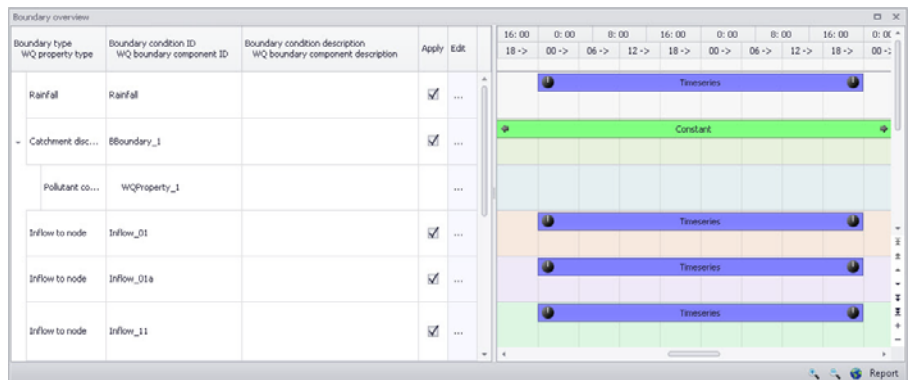 Boundary overview
Boundary type
WQ property type
Boundary condition ID
WQ boundary component ID
Boundary condition description
WQ boundary component description
Apply Edit
16:00 0:00 8:00 16:00 0:00 8:00 16:00
18 -> 00 -> 06 -> 12 -> 18 -> 00 -> 06 -> 12 -> 18 ->
Rainfall Rainfall ... Timeseries
Catchment disc... BBoundary_1 ... Constant
Pollutant co... WQProperty_1 ...
Inflow to node Inflow_01 ... Timeseries
Inflow to node Inflow_01a ... Timeseries
Inflow to node Inflow_11 ... Timeseries
Report